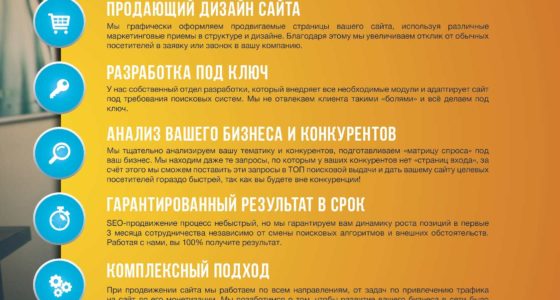 ПРОДАЮЩИЙ ДИЗАЙН САЙТА
Мы графически оформляем продвигаемые страницы вашего сайта, используя различные
маркетинговые приемы в структуре и дизайне. Благодаря этому мы увеличиваем отклик от обычных
посетителей в заявку или звонок в вашу компанию.
РАЗРАБОТКА ПОД КЛЮЧ
У нас собственный отдел разработки, который внедряет все необходимые модули и адаптирует сайт
под требования поисковых систем. Мы не отвлекаем клиента такими «болями» и всё делаем под
ключ.
АНАЛИЗ ВАШЕГО БИЗНЕСА И КОНКУРЕНТОВ
Мы тщательно анализируем вашу тематику и конкурентов, подготавливаем «матрицу спроса» под
ваш бизнес. Мы находим даже те запросы, по которым у ваших конкурентов нет «страниц входа», за
счёт этого мы сможем поставить эти запросы в ТОП поисковой выдачи и дать вашему сайту целевых
посетителей гораздо быстрей, так как вы будете вне конкуренции!
ГАРАНТИРОВАННЫЙ РЕЗУЛЬТАТ В СРОК
SEO-продвижение процесс небыстрый, но мы гарантируем вам динамику роста позиций в первые
3 месяца сотрудничества независимо от смены поисковых алгоритмов и внешних обстоятельств.
Работая с нами, вы 100% получите результат.
КОМПЛЕКСНЫЙ ПОДХОД
При продвижении сайта мы работаем по всем направлениям, от задач по привлечению трафика